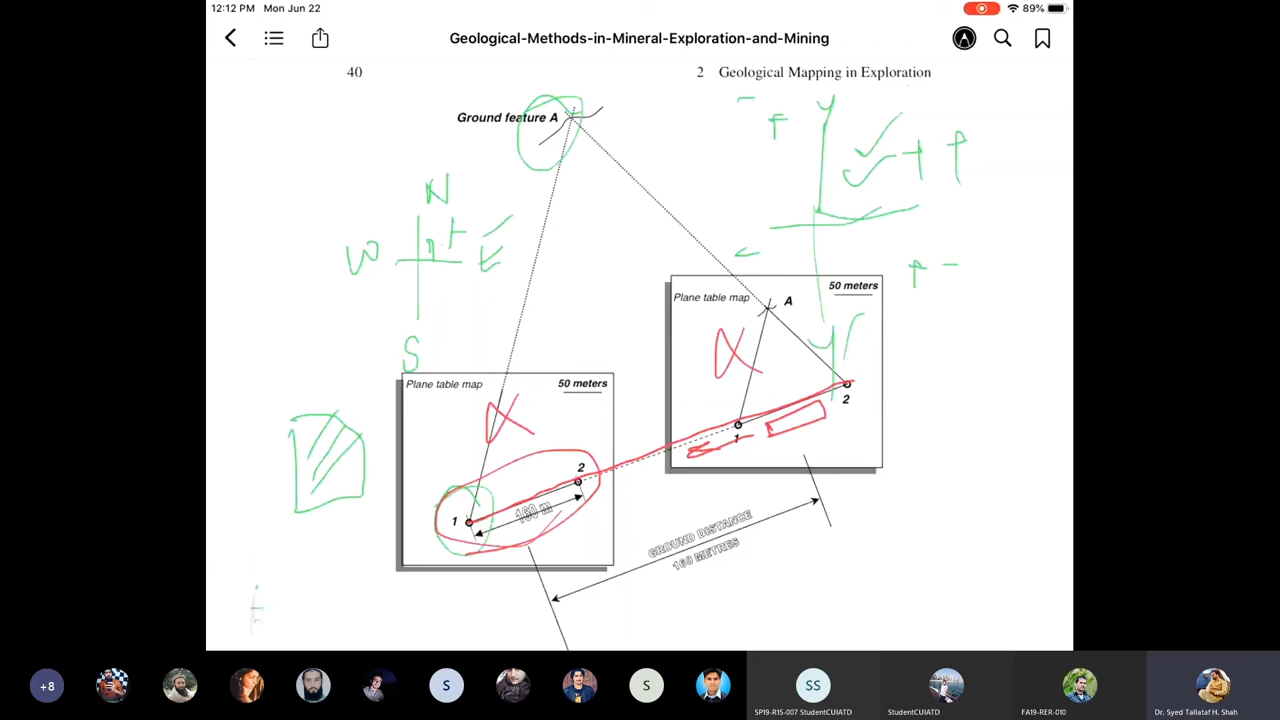 12:12 PM Mon Jun 22
89%
Geological-Methods-in-Mineral-Exploration-and-Mining
40
2 Geological Mapping in Exploration
Ground feature A
N
W
E
S
Y
+
+
+
-
Plane table map
50 meters
A
α
1
2
Plane table map
50 meters
α
1
2
160 m
GROUND DISTANCE
160 METRES
+8
S
S
SS
SP19-R1S-007 StudentCUIATD
StudentCUIATD
FA19-RER-010
Dr. Syed Tallataf H. Shah